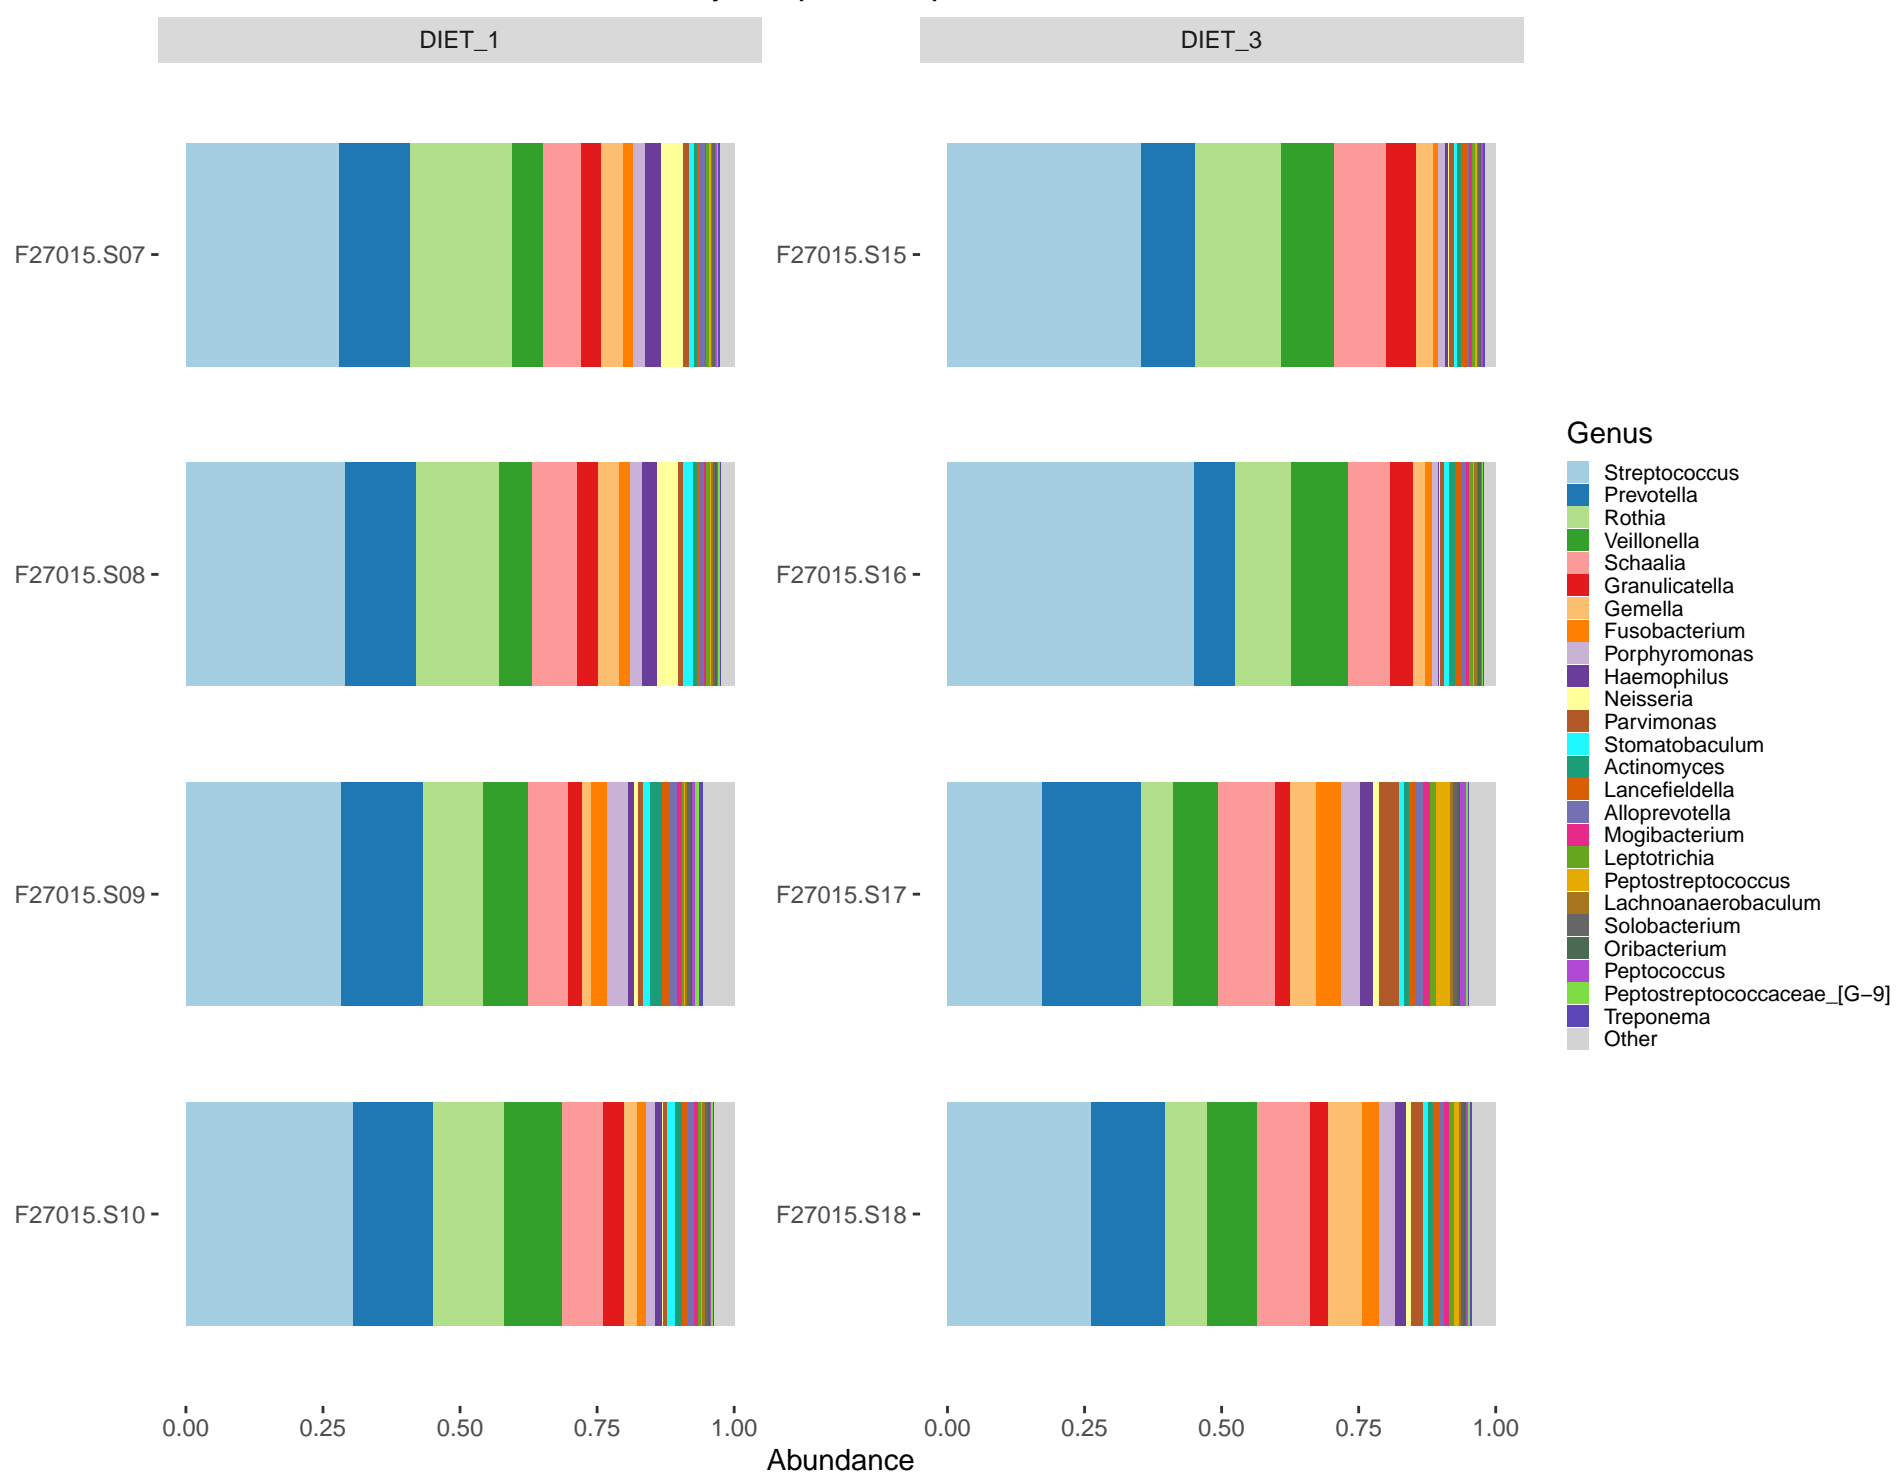 DIET_1
DIET_3
F27015.S07
F27015.S15
F27015.S08
F27015.S16
F27015.S09
F27015.S17
F27015.S10
F27015.S18
0.00 0.25 0.50 0.75 1.00
0.00 0.25 0.50 0.75 1.00
Abundance
Genus
Streptococcus
Prevotella
Rothia
Veillonella
Schaalia
Granulicatella
Gemella
Fusobacterium
Porphyromonas
Haemophilus
Neisseria
Parvimonas
Stomatobaculum
Actinomyces
Lancefieldella
Alloprevotella
Mogibacterium
Leptotrichia
Peptostreptococcus
Lachnoanaerobaculum
Solobacterium
Oribacterium
Peptococcus
Peptostreptococcaceae_[G−9]
Treponema
Other